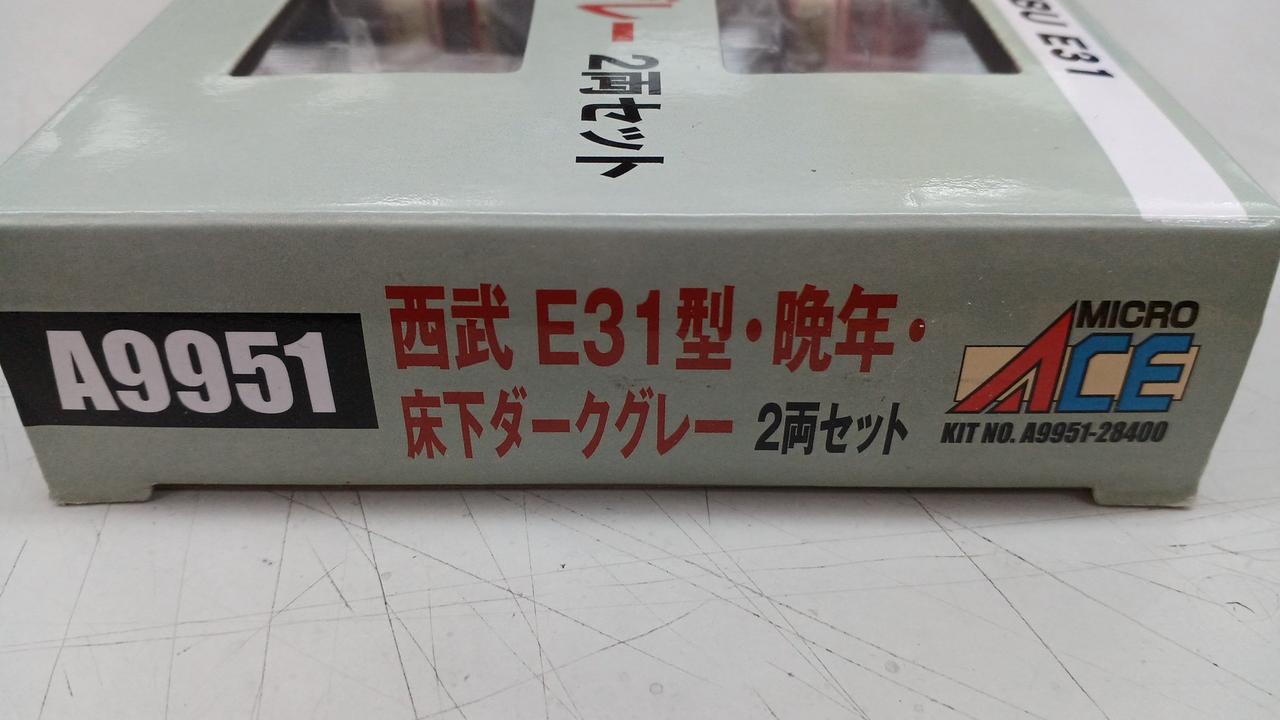 2両セット
E31
A9951
西武 E31型・晩年・
床下ダークグレー 2両セット
MICRO
ACE
KIT NO. A9951-28400